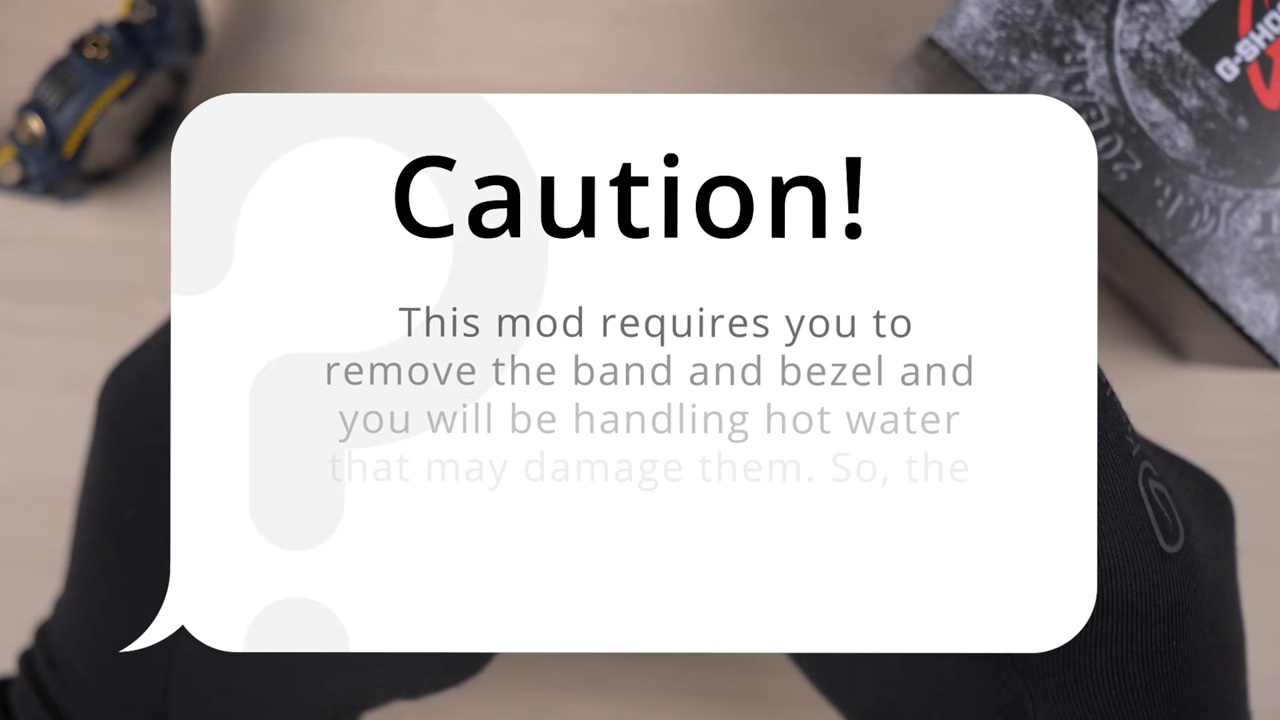 Caution!
This mod requires you to
remove the band and bezel and
you will be handling hot water
that may damage them. So, the
G-SHO